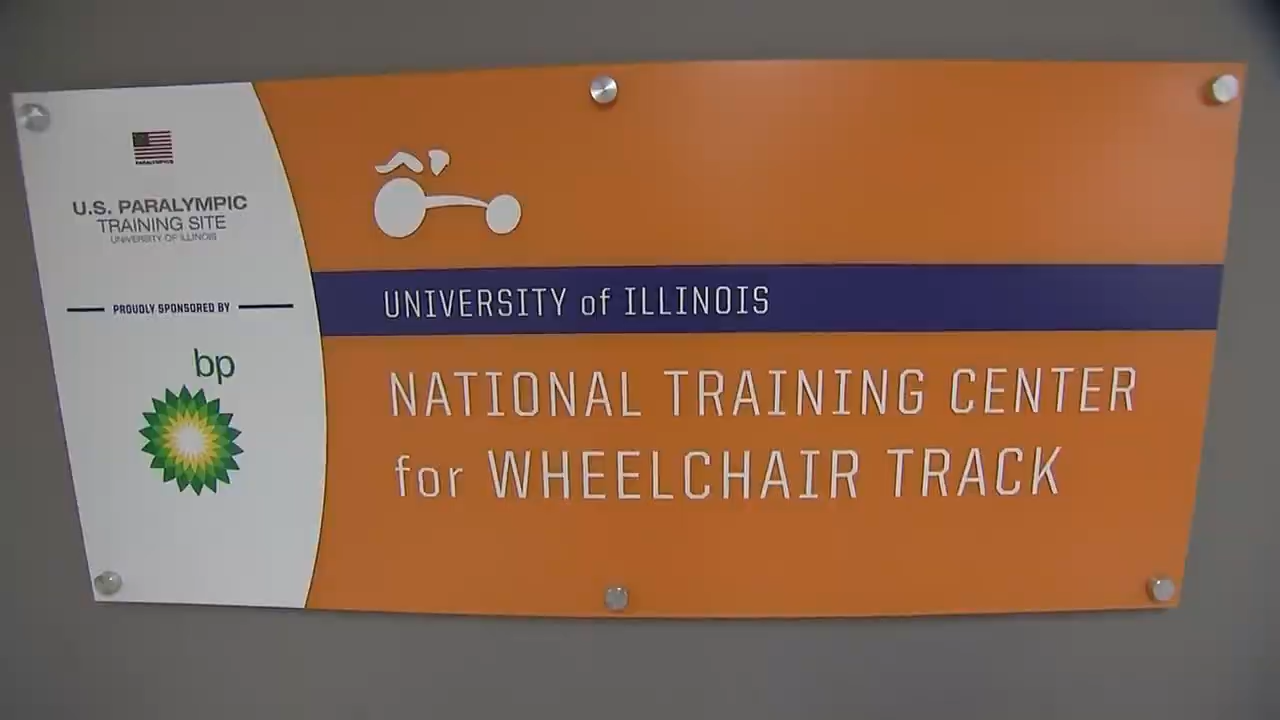 PARALYMPICS
U.S. PARALYMPIC
TRAINING SITE
UNIVERSITY OF ILLINOIS
PROUDLY SPONSORED BY
bp
UNIVERSITY of ILLINOIS
NATIONAL TRAINING CENTER
for WHEELCHAIR TRACK